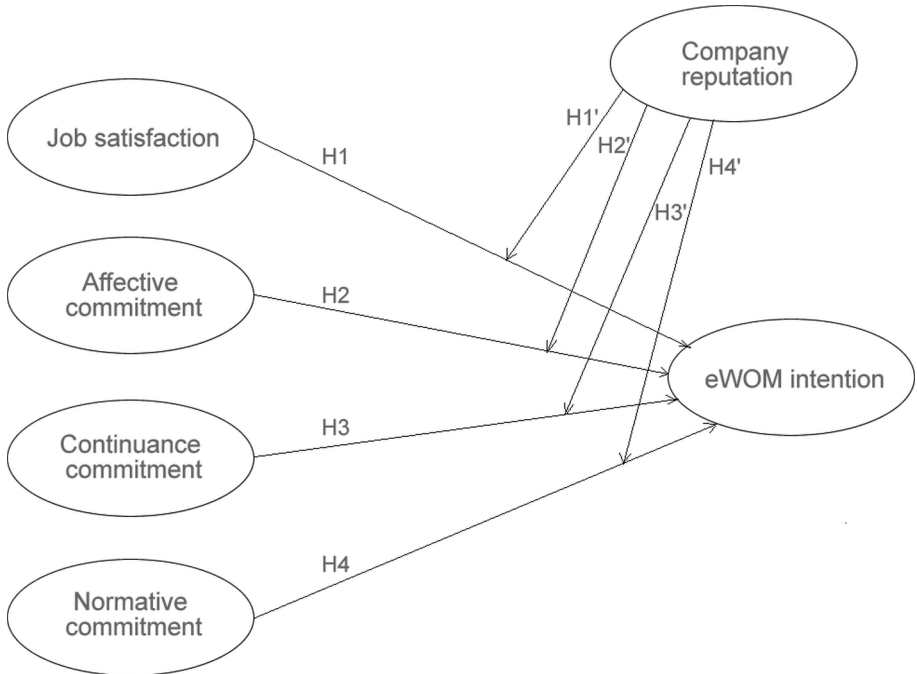 Company
reputation
Job satisfaction
H1
H1'
H2'
H4'
H3'
Affective
commitment
H2
eWOM intention
Continuance
commitment
H3
Normative
commitment
H4